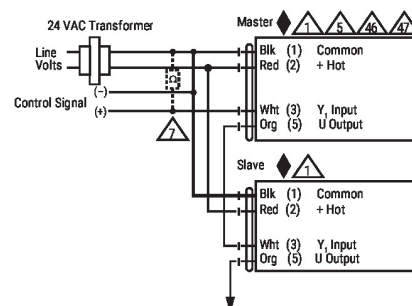 24 VAC Transformer
Master 1 5 46 47
Line
Volts
Blk (1) Common
Red (2) + Hot
Ω
(–)
Control Signal (+)
Wht (3) Y1 Input
Org (5) U Output
7
Slave 1
Blk (1) Common
Red (2) + Hot
Wht (3) Y1 Input
Org (5) U Output